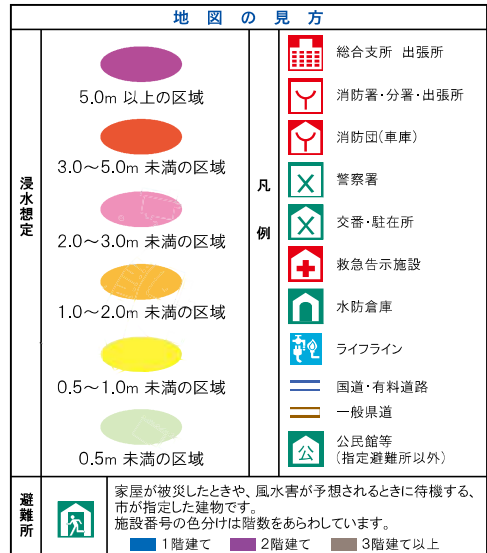 地図の見方
浸水想定
5.0m 以上の区域
3.0～5.0m 未満の区域
2.0～3.0m 未満の区域
1.0～2.0m 未満の区域
0.5～1.0m 未満の区域
0.5m 未満の区域
凡例
総合支所 出張所
消防署・分署・出張所
消防団(車庫)
警察署
交番・駐在所
救急告示施設
水防倉庫
ライフライン
国道・有料道路
一般県道
公
公民館等
(指定避難所以外)
避難所
家屋が被災したときや、風水害が予想されるときに待機する、
市が指定した建物です。
施設番号の色分けは階数をあらわしています。
1階建て 2階建て 3階建て以上